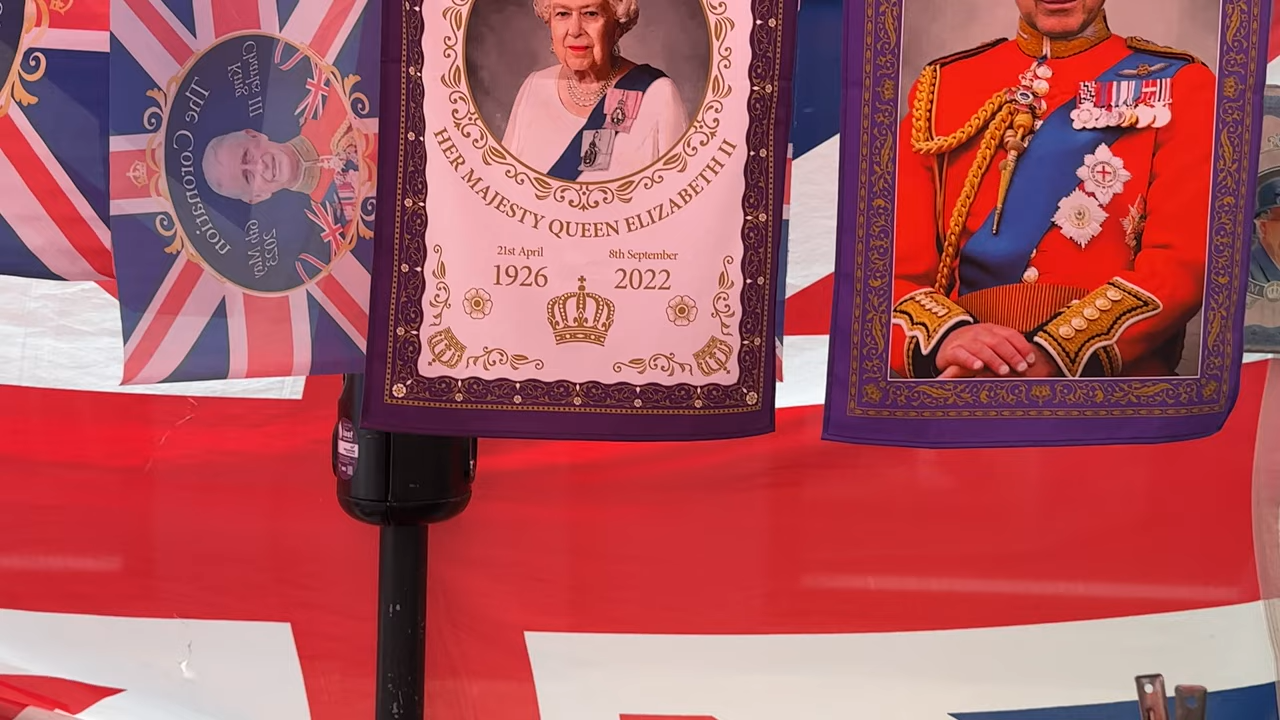 The Coronation
King
Charles III
6th May
2023
HER MAJESTY QUEEN ELIZABETH II
21st April
1926
8th September
2022